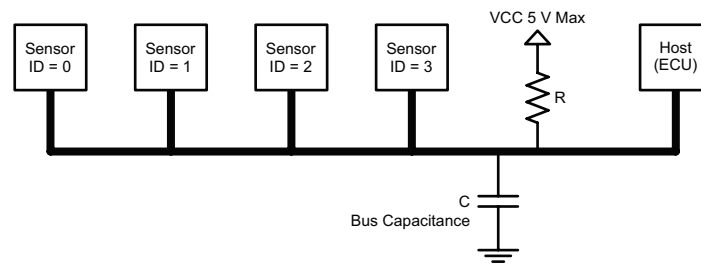 VCC 5 V Max
Sensor
ID = 0
Sensor
ID = 1
Sensor
ID = 2
Sensor
ID = 3
Host
(ECU)
R
C
Bus Capacitance